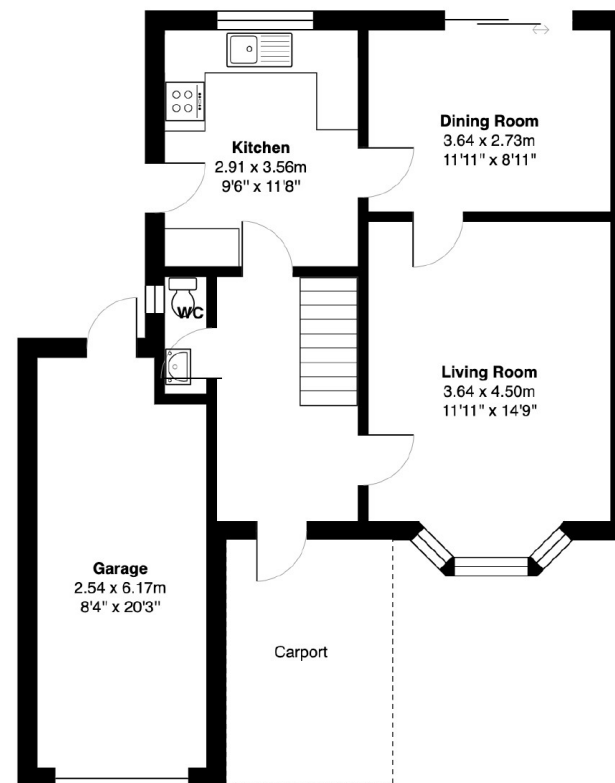 Kitchen
2.91 x 3.56m
9'6" x 11'8"
Dining Room
3.64 x 2.73m
11'11" x 8'11"
WC
Living Room
3.64 x 4.50m
11'11" x 14'9"
Garage
2.54 x 6.17m
8'4" x 20'3"
Carport